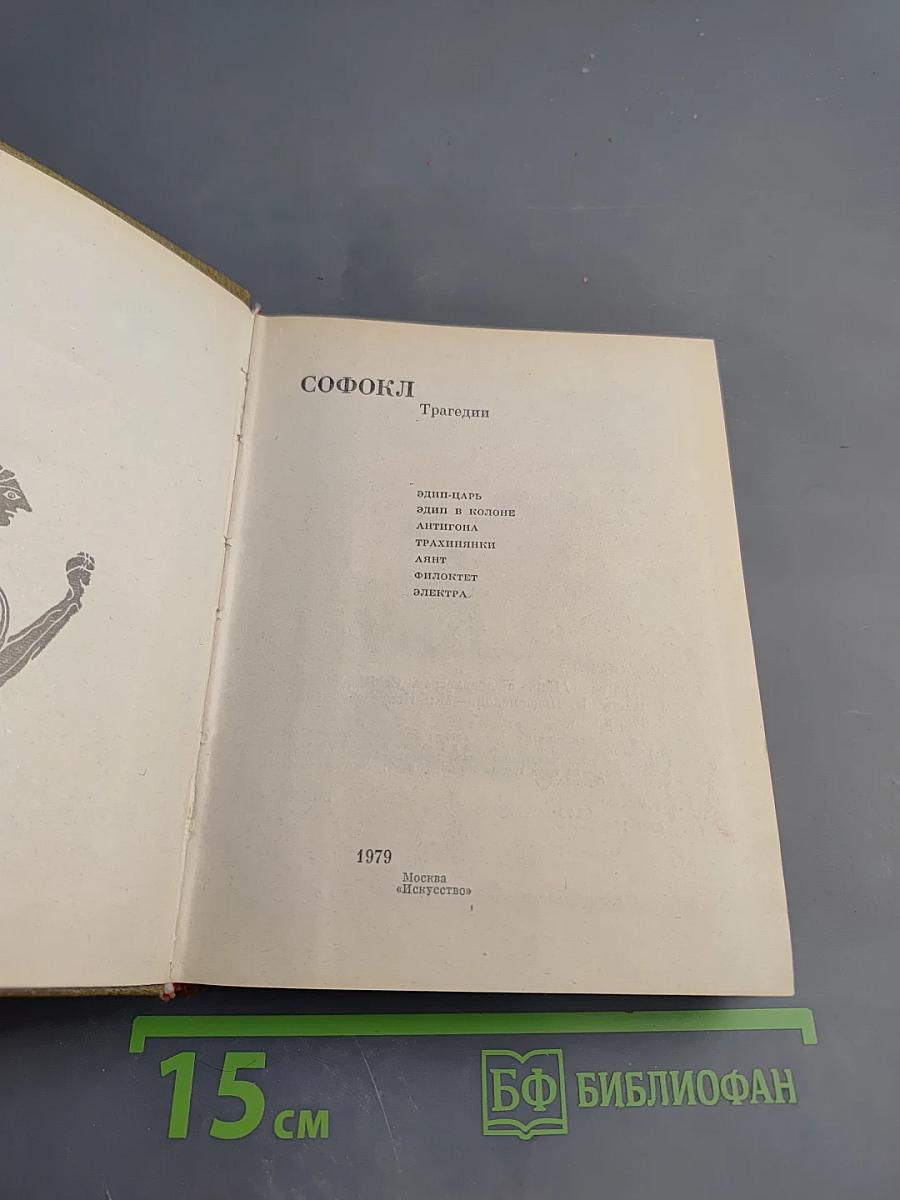 СОФОКЛ
Трагедии
ЭДИП-ЦАРЬ
ЭДИП В КОЛОНЕ
АНТИГОНА
ТРАХИНЯНКИ
АЯНТ
ФИЛОКТЕТ
ЭЛЕКТРА
1979
Москва
«Искусство»
15 см
БФ БИБЛИОФАН